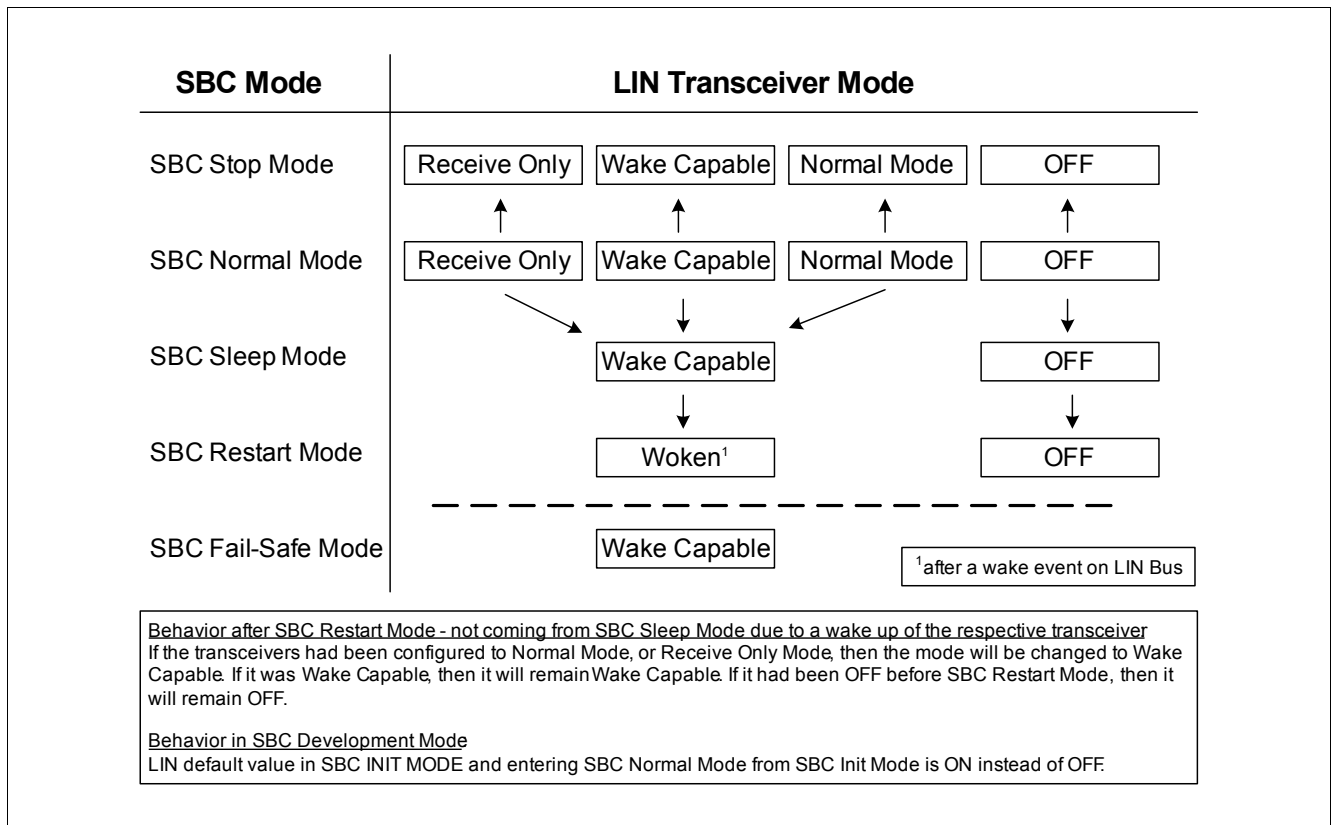 SBC Mode LIN Transceiver Mode
SBC Stop Mode Receive Only Wake Capable Normal Mode OFF
SBC Normal Mode Receive Only Wake Capable Normal Mode OFF
SBC Sleep Mode Wake Capable OFF
SBC Restart Mode Woken¹ OFF
SBC Fail-Safe Mode Wake Capable
¹after a wake event on LIN Bus
Behavior after SBC Restart Mode - not coming from SBC Sleep Mode due to a wake up of the respective transceiver
If the transceivers had been configured to Normal Mode, or Receive Only Mode, then the mode will be changed to Wake
Capable. If it was Wake Capable, then it will remain Wake Capable. If it had been OFF before SBC Restart Mode, then it
will remain OFF.
Behavior in SBC Development Mode
LIN default value in SBC INIT MODE and entering SBC Normal Mode from SBC Init Mode is ON instead of OFF.